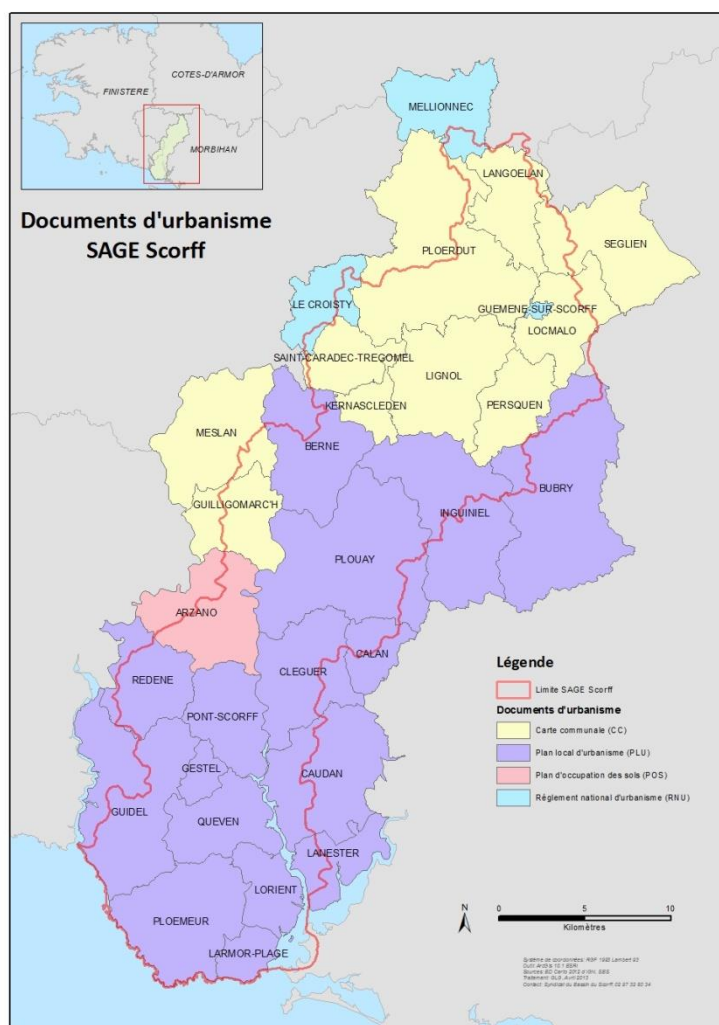 COTES-D'ARMOR
FINISTERE
MORBIHAN
Documents d'urbanisme
SAGE Scorff
MELLIONNEC
LANGOELAN
PLOERDUT
SEGLIEN
LE CROISTY
GUEMENE-SUR-SCORFF
LOCMALO
SAINT-CARADEC-TREGOMEL
LIGNOL
KERNASCLEDEN
PERSQUEN
MESLAN
BERNE
BUBRY
GUILLIGOMARC'H
INGUINIEL
PLOUAY
ARZANO
CALAN
REDENE
CLEGUER
PONT-SCORFF
GESTEL
CAUDAN
GUIDEL
QUEVEN
LANESTER
LORIENT
PLOEMEUR
LARMOR-PLAGE
Légende
Limite SAGE Scorff
Documents d'urbanisme
Carte communale (CC)
Plan local d'urbanisme (PLU)
Plan d'occupation des sols (POS)
Réglement national d'urbanisme (RNU)
N
0 5 10
Kilomètres